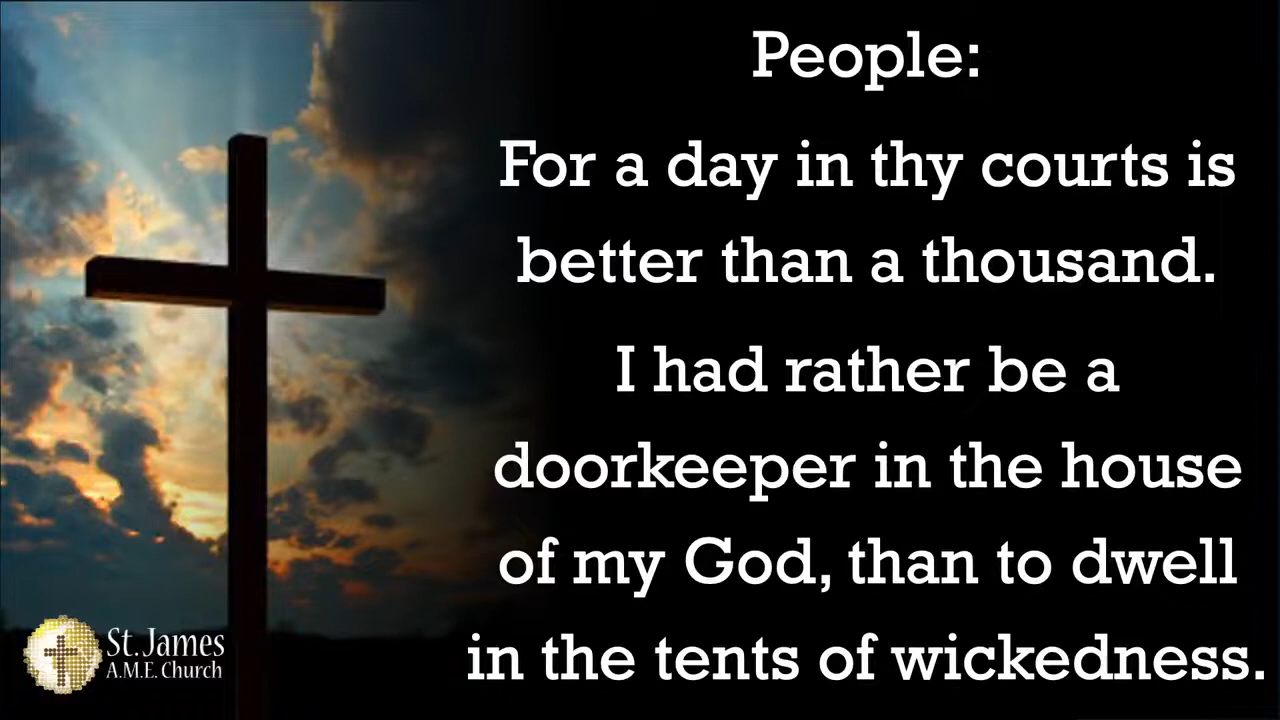 People:
For a day in thy courts is
better than a thousand.
I had rather be a
doorkeeper in the house
of my God, than to dwell
in the tents of wickedness.
St. James
A.M.E. Church